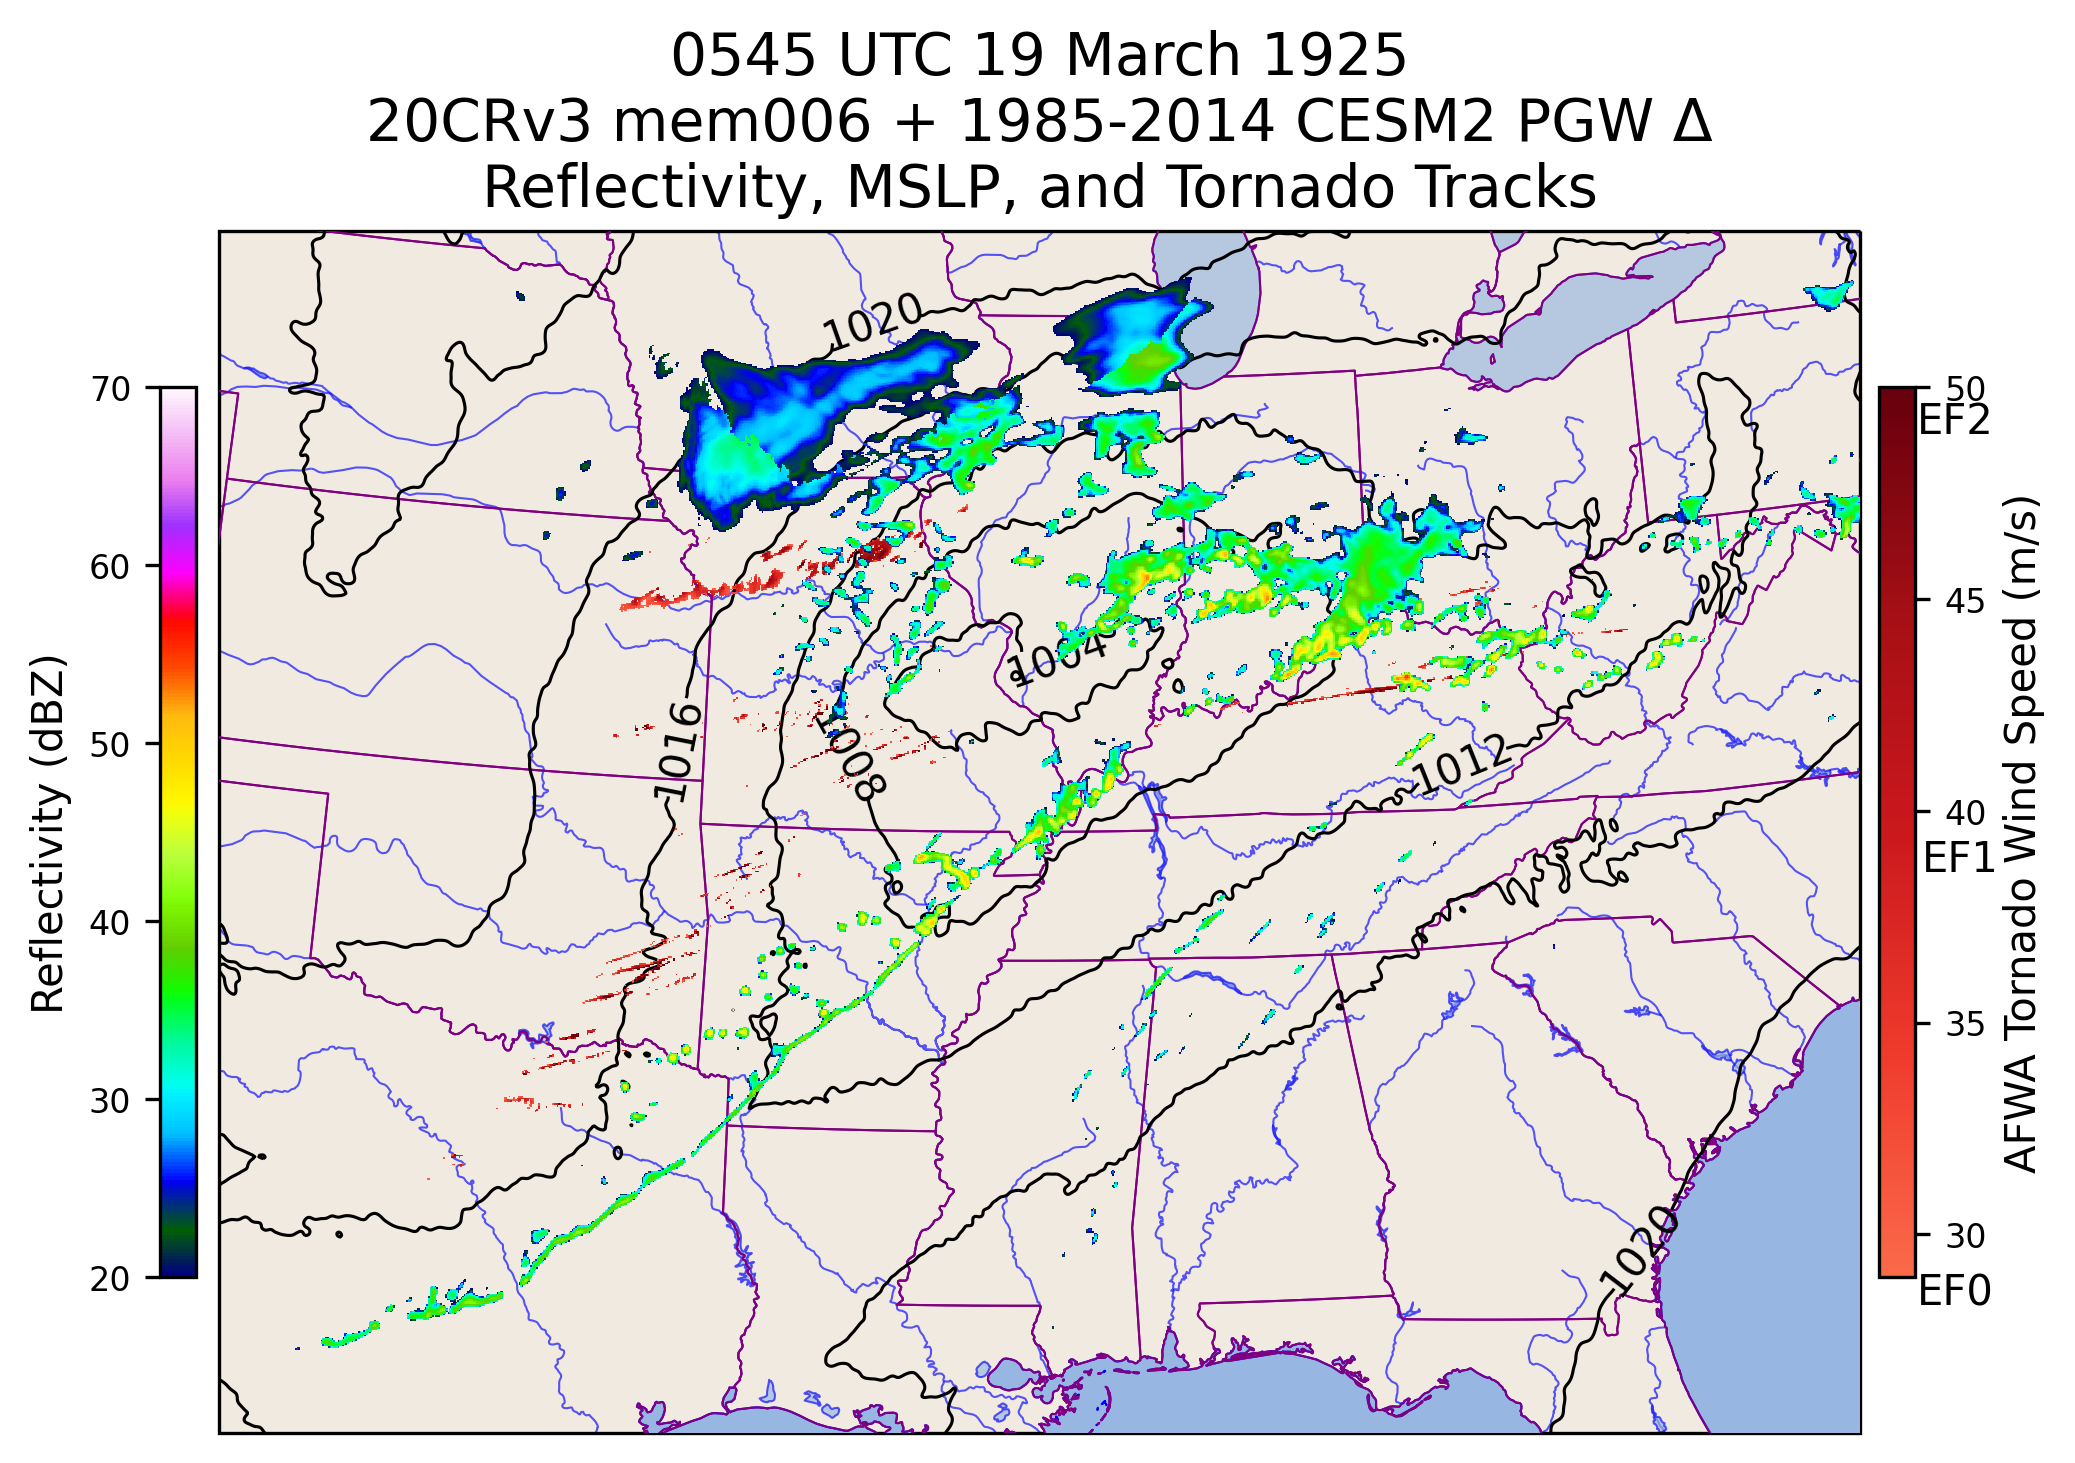 0545 UTC 19 March 1925
20CRv3 mem006 + 1985-2014 CESM2 PGW Δ
Reflectivity, MSLP, and Tornado Tracks
Reflectivity (dBZ)
70
60
50
40
30
20
1020
1016
1008
1004
1012
1020
50
EF2
45
40
EF1
35
30
EF0
AFWA Tornado Wind Speed (m/s)